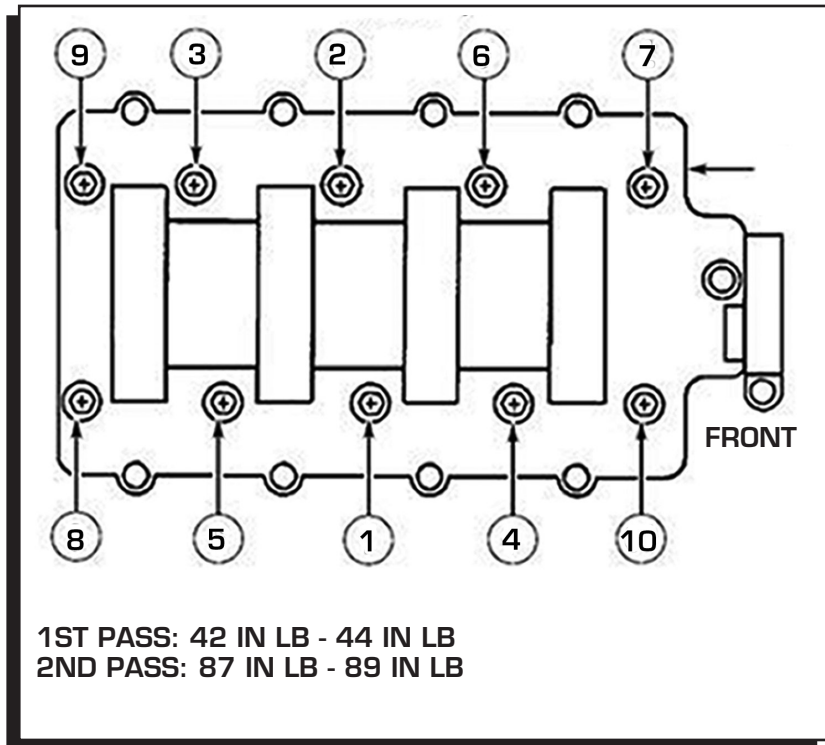 9 3 2 6 7
FRONT
8 5 1 4 10
1ST PASS: 42 IN LB - 44 IN LB
2ND PASS: 87 IN LB - 89 IN LB